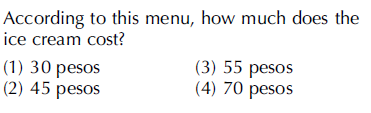 According to this menu, how much does the
ice cream cost?
(1) 30 pesos (3) 55 pesos
(2) 45 pesos (4) 70 pesos